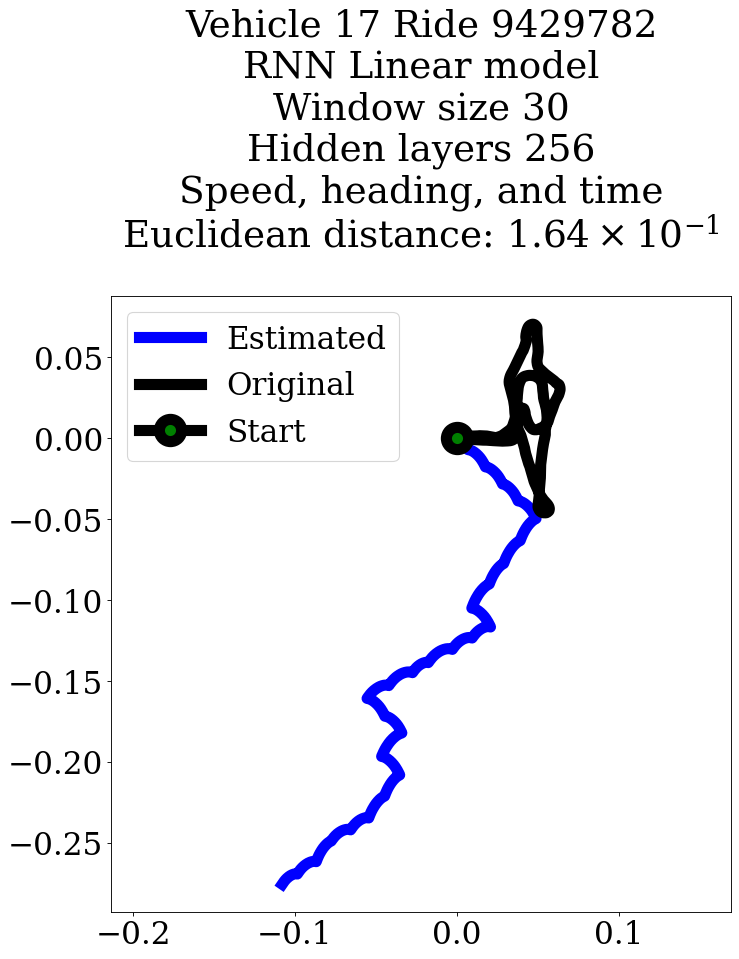 Vehicle 17 Ride 9429782
RNN Linear model
Window size 30
Hidden layers 256
Speed, heading, and time
Euclidean distance: 1.64 × 10⁻¹
Estimated
Original
Start
0.05
0.00
−0.05
−0.10
−0.15
−0.20
−0.25
−0.2 −0.1 0.0 0.1